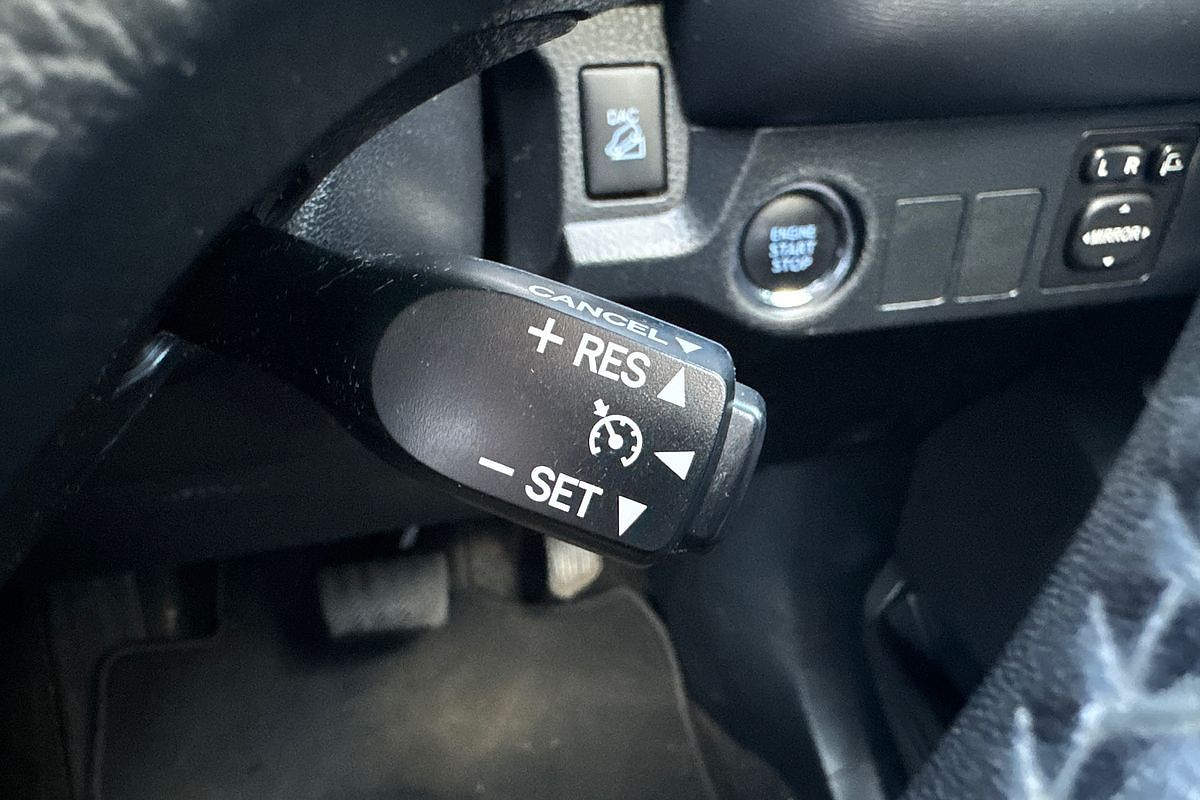 DAC
L R
ENGINE
START
STOP
MIRROR
CANCEL
+ RES
− SET